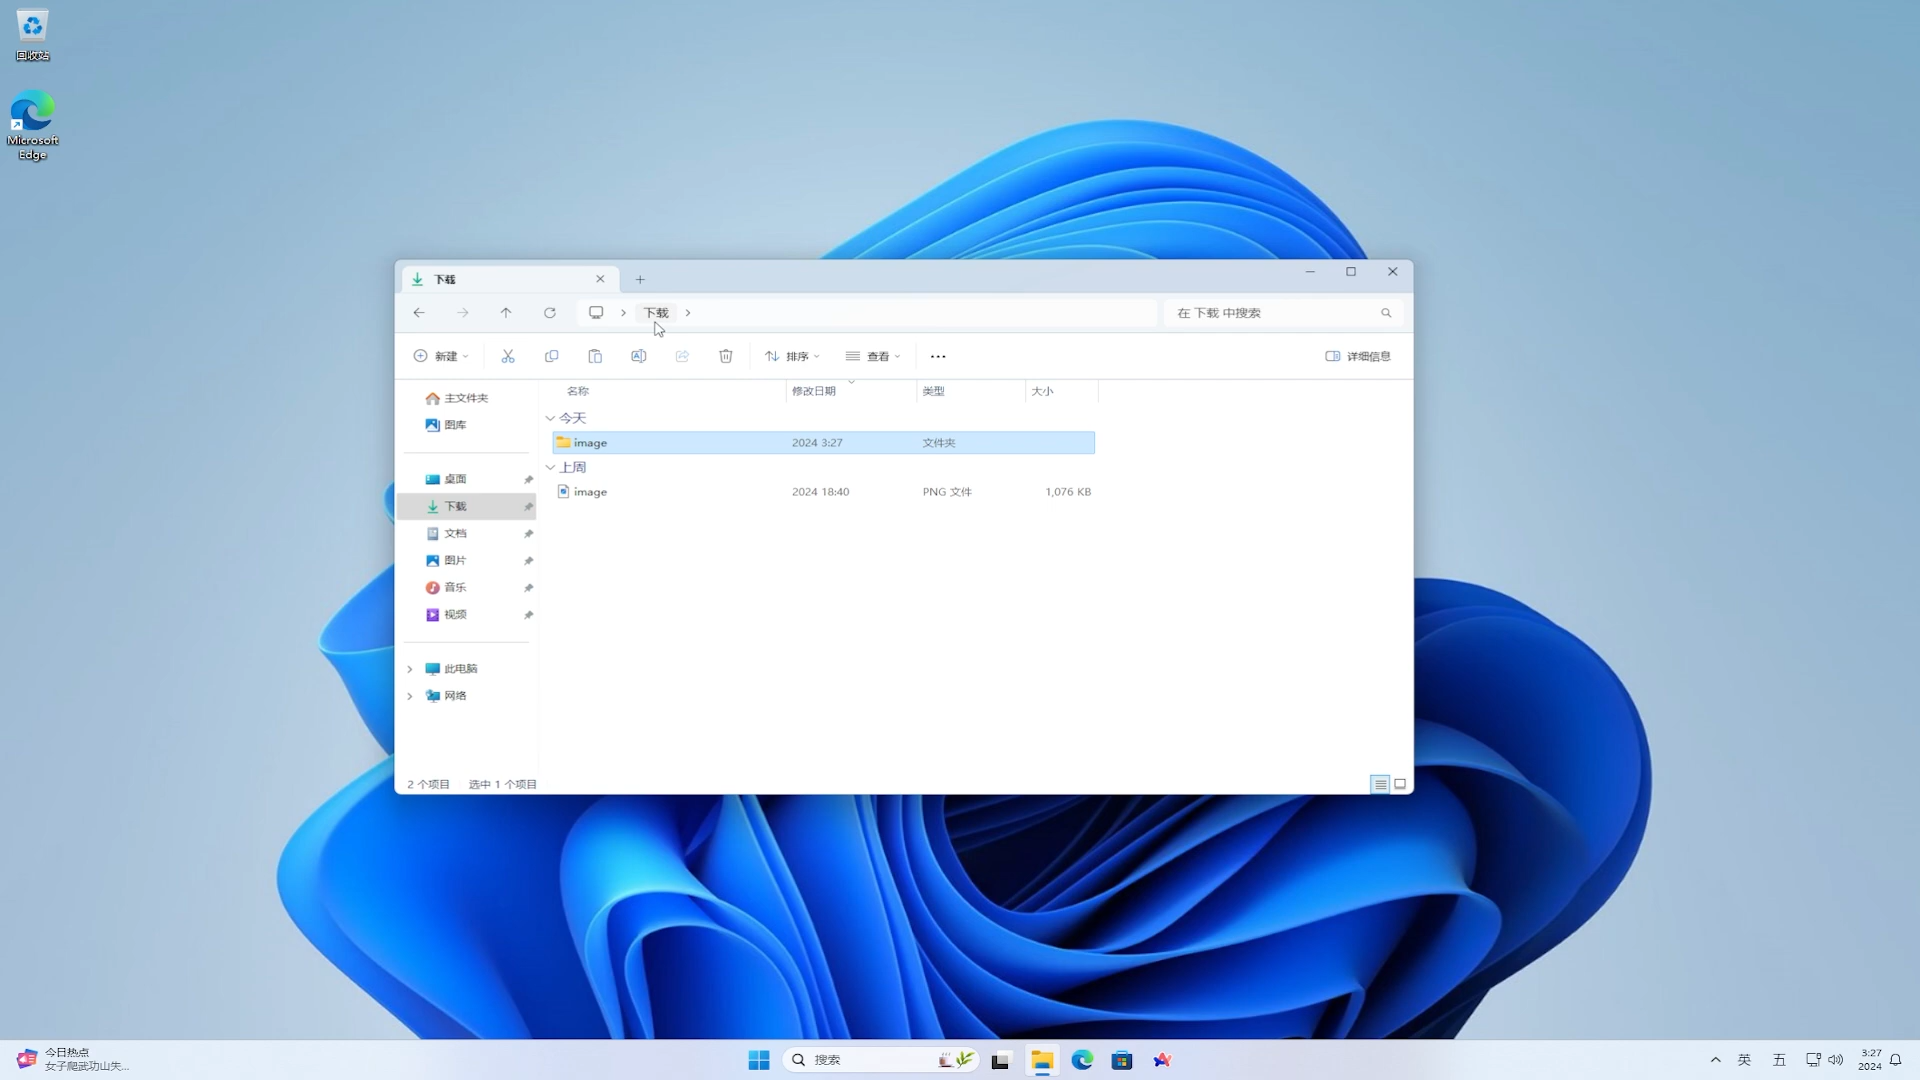 回收站
Microsoft
Edge
下载
下载
在 下载 中搜索
新建
排序
查看
详细信息
主文件夹
图库
桌面
下载
文档
图片
音乐
视频
此电脑
网络
名称 修改日期 类型 大小
今天
image 2024 3:27 文件夹
上周
image 2024 18:40 PNG 文件 1,076 KB
2 个项目 选中 1 个项目
今日热点
女子爬武功山失...
搜索
英
五
3:27
2024